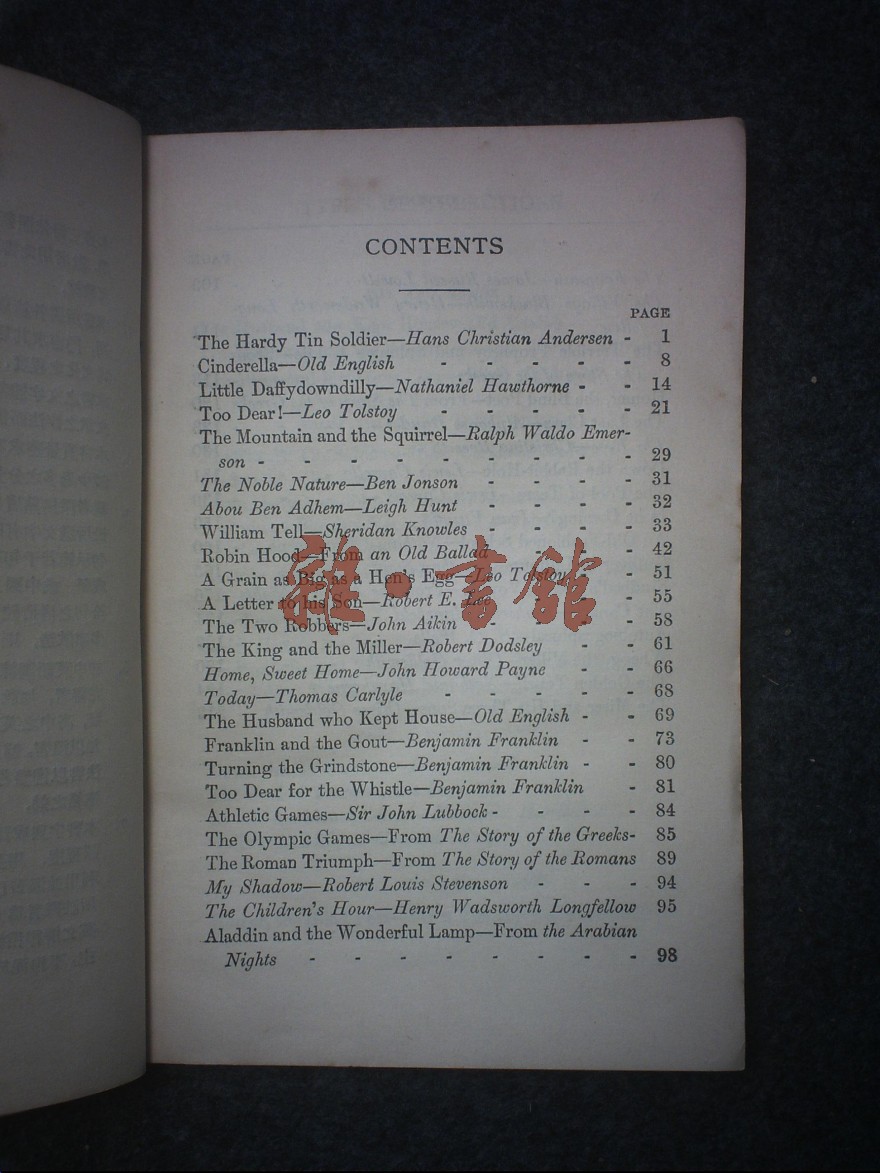 CONTENTS
PAGE
The Hardy Tin Soldier—Hans Christian Andersen - 1
Cinderella—Old English - - - - - 8
Little Daffydowndilly—Nathaniel Hawthorne - - 14
Too Dear!—Leo Tolstoy - - - - - 21
The Mountain and the Squirrel—Ralph Waldo Emer-
son - - - - - - - - - 29
The Noble Nature—Ben Jonson - - - - 31
Abou Ben Adhem—Leigh Hunt - - - - 32
William Tell—Sheridan Knowles - - - - 33
Robin Hood—From an Old Ballad - - - 42
A Grain as Big as a Hen's Egg—Leo Tolstoy - - 51
A Letter to his Son—Robert E. Lee - - - 55
The Two Robbers—John Aikin - - - - 58
The King and the Miller—Robert Dodsley - - 61
Home, Sweet Home—John Howard Payne - - 66
Today—Thomas Carlyle - - - - - 68
The Husband who Kept House—Old English - - 69
Franklin and the Gout—Benjamin Franklin - - 73
Turning the Grindstone—Benjamin Franklin - - 80
Too Dear for the Whistle—Benjamin Franklin - 81
Athletic Games—Sir John Lubbock - - - - 84
The Olympic Games—From The Story of the Greeks- 85
The Roman Triumph—From The Story of the Romans 89
My Shadow—Robert Louis Stevenson - - - 94
The Children's Hour—Henry Wadsworth Longfellow 95
Aladdin and the Wonderful Lamp—From the Arabian
Nights - - - - - - - - 98
雜·書館